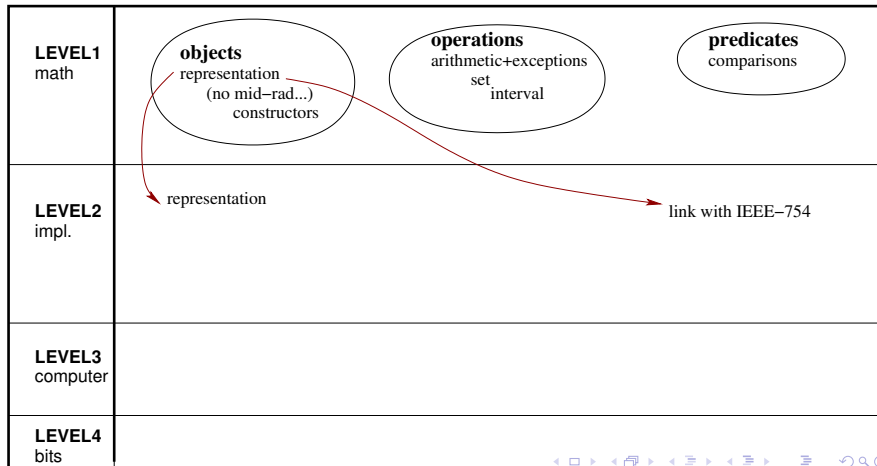 LEVEL1
math
objects
representation
(no mid−rad...)
constructors
operations
arithmetic+exceptions
set
interval
predicates
comparisons
LEVEL2
impl.
representation
link with IEEE−754
LEVEL3
computer
LEVEL4
bits